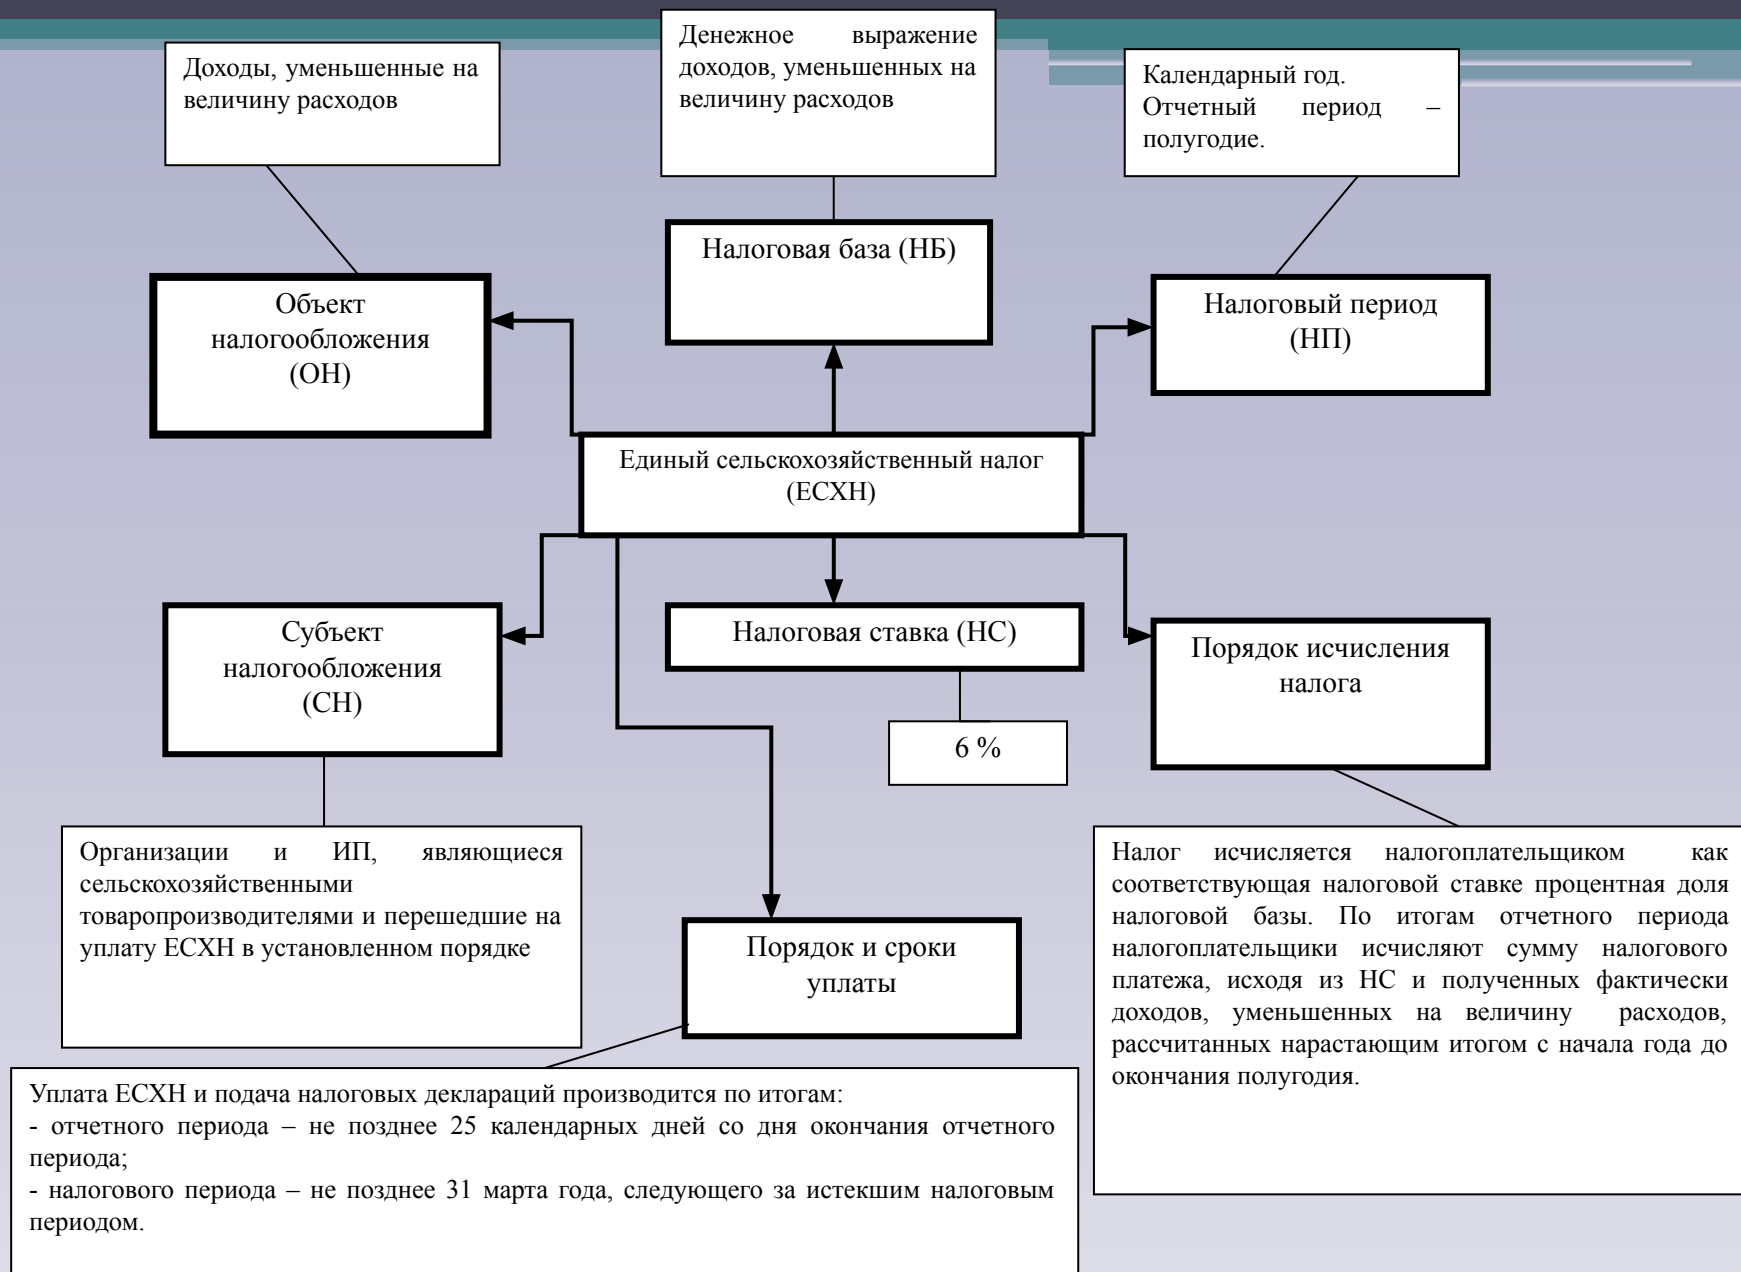 Доходы, уменьшенные на
величину расходов
Денежное выражение
доходов, уменьшенных на
величину расходов
Календарный год.
Отчетный период –
полугодие.
Налоговая база (НБ)
Объект
налогообложения
(ОН)
Налоговый период
(НП)
Единый сельскохозяйственный налог
(ЕСХН)
Субъект
налогообложения
(СН)
Налоговая ставка (НС)
Порядок исчисления
налога
6 %
Организации и ИП, являющиеся
сельскохозяйственными
товаропроизводителями и перешедшие на
уплату ЕСХН в установленном порядке
Порядок и сроки
уплаты
Налог исчисляется налогоплательщиком как
соответствующая налоговой ставке процентная доля
налоговой базы. По итогам отчетного периода
налогоплательщики исчисляют сумму налогового
платежа, исходя из НС и полученных фактически
доходов, уменьшенных на величину расходов,
рассчитанных нарастающим итогом с начала года до
окончания полугодия.
Уплата ЕСХН и подача налоговых деклараций производится по итогам:
- отчетного периода – не позднее 25 календарных дней со дня окончания отчетного
периода;
- налогового периода – не позднее 31 марта года, следующего за истекшим налоговым
периодом.